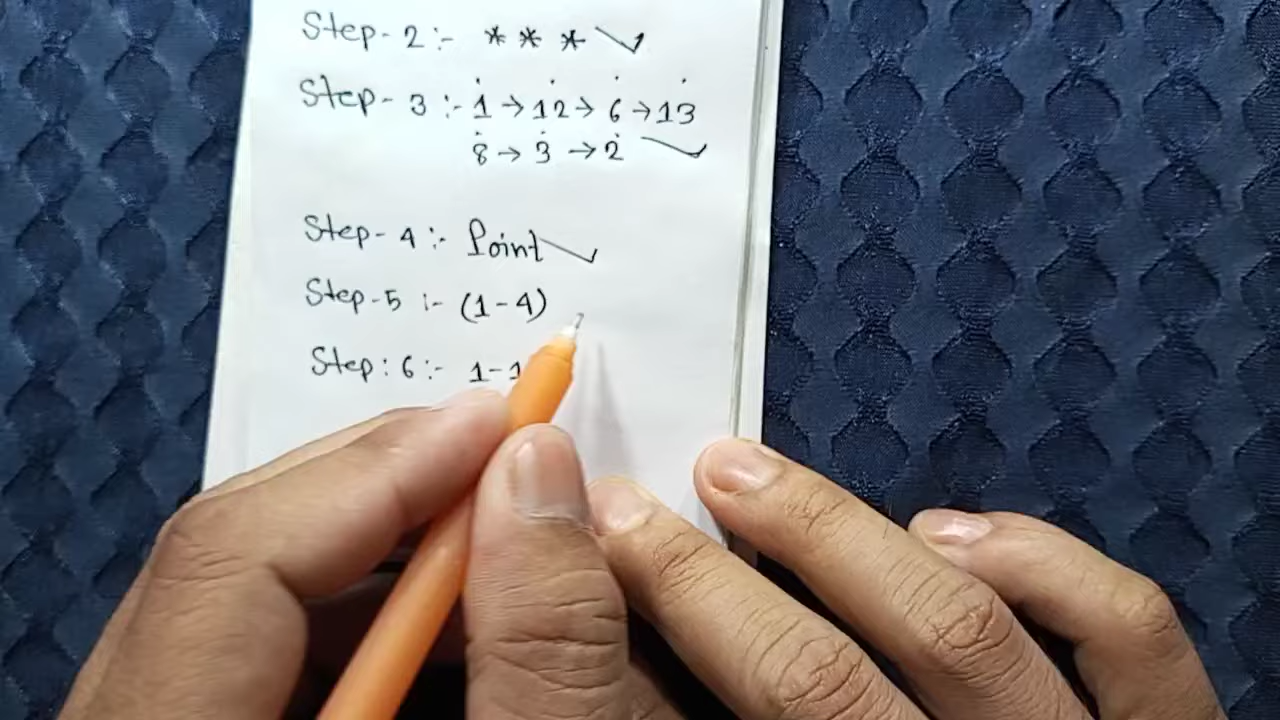 Step - 2 :- * * *
Step - 3 :- 1 → 12 → 6 → 13
8 → 3 → 2
Step - 4 :- Point
Step - 5 :- (1 - 4)
Step : 6 :- 1 - 1